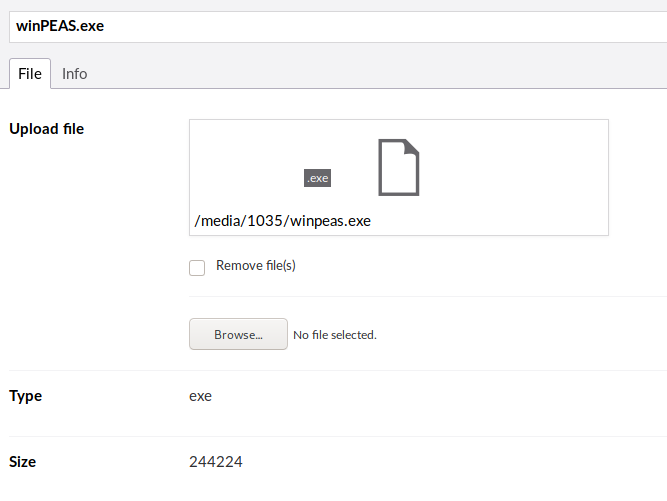 winPEAS.exe
File Info
Upload file
.exe
/media/1035/winpeas.exe
Remove file(s)
Browse... No file selected.
Type exe
Size 244224